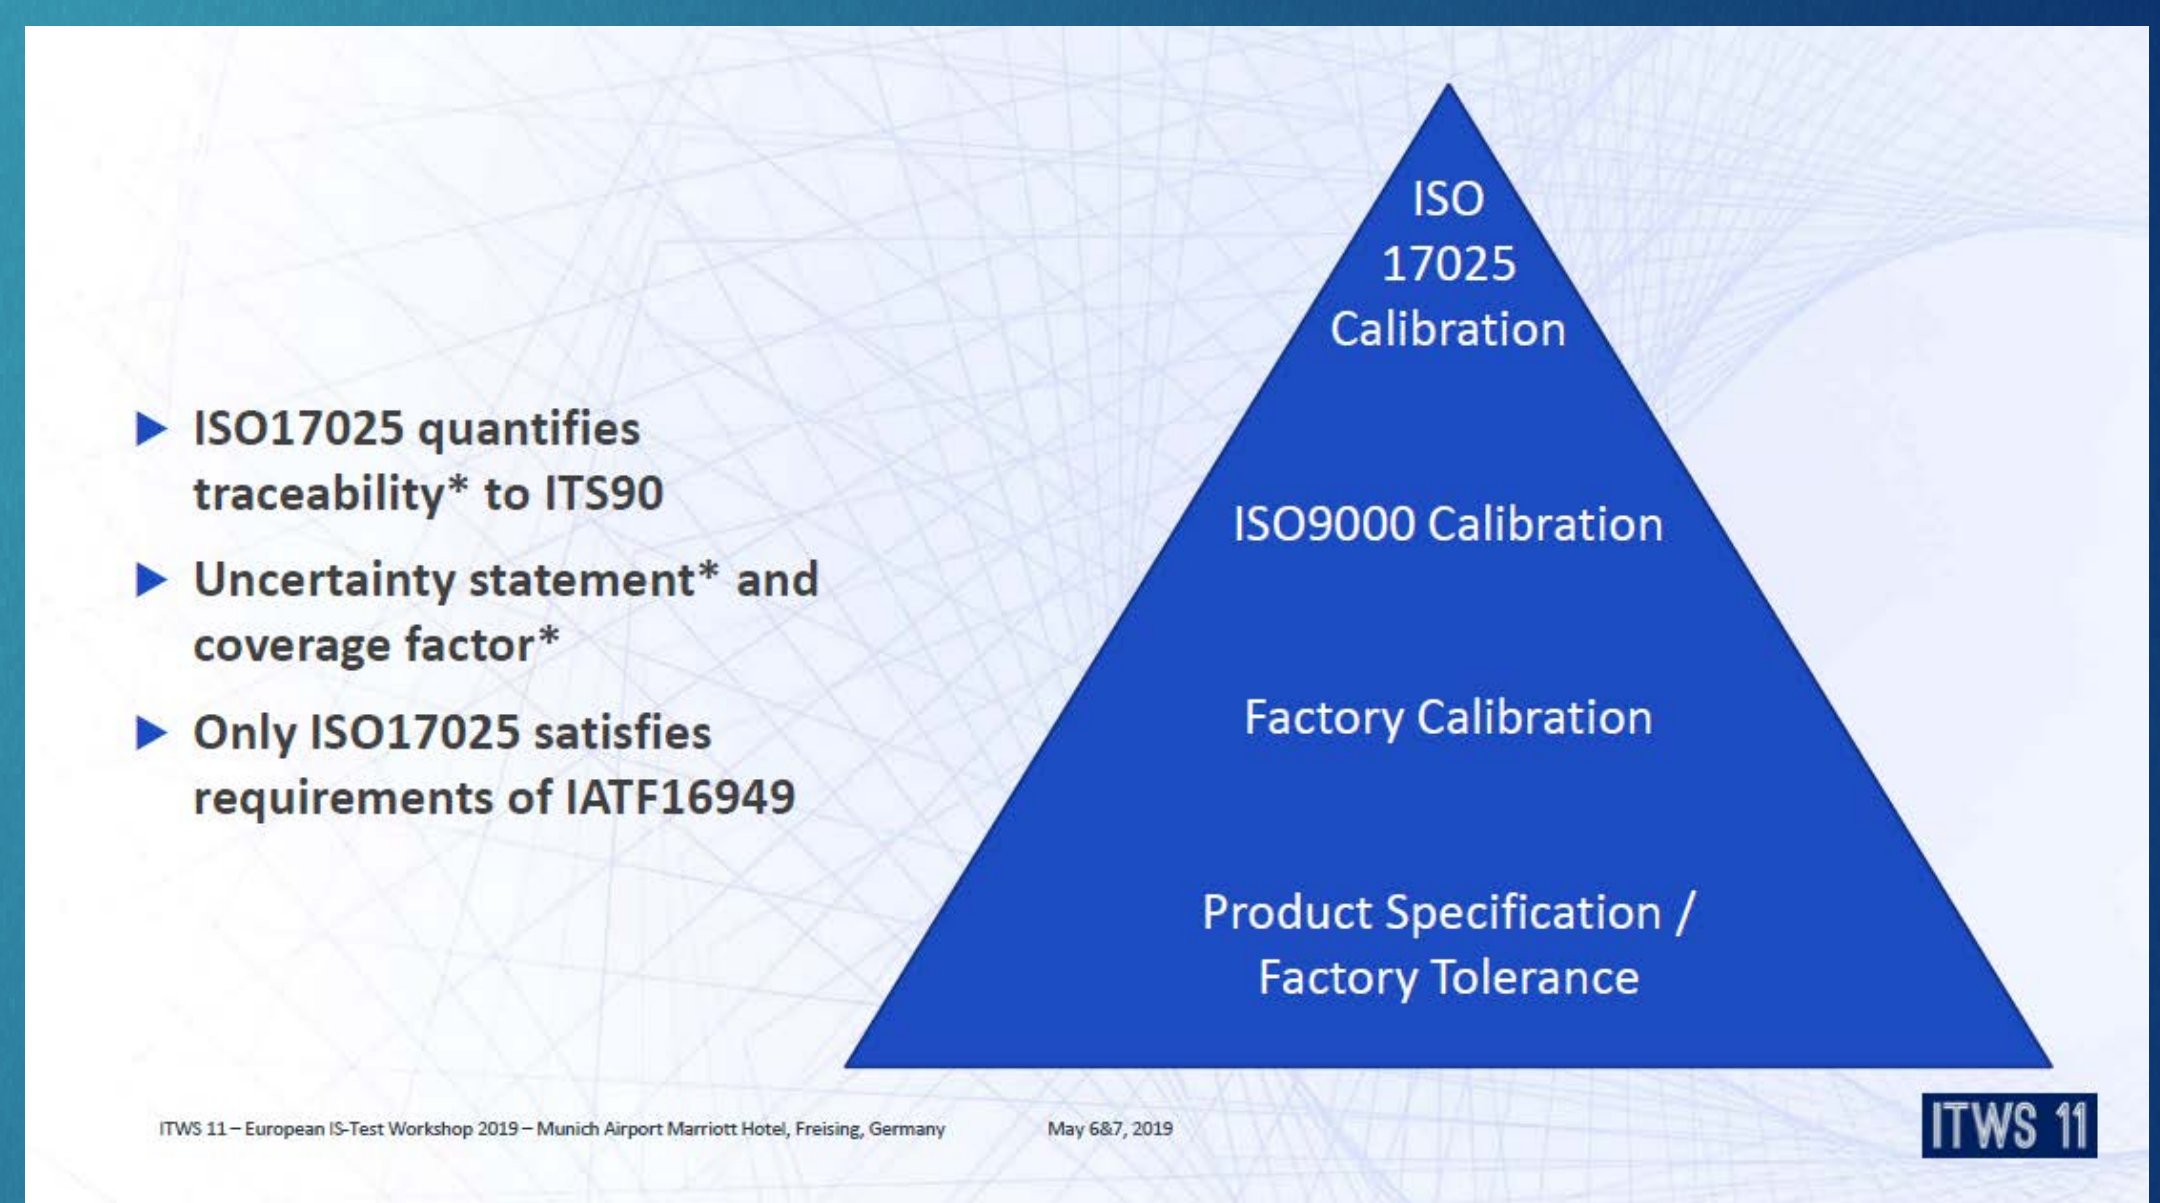 ISO17025 quantifies
traceability* to ITS90
Uncertainty statement* and
coverage factor*
Only ISO17025 satisfies
requirements of IATF16949
ISO
17025
Calibration
ISO9000 Calibration
Factory Calibration
Product Specification /
Factory Tolerance
ITWS 11 – European IS-Test Workshop 2019 – Munich Airport Marriott Hotel, Freising, Germany
May 6&7, 2019
ITWS 11